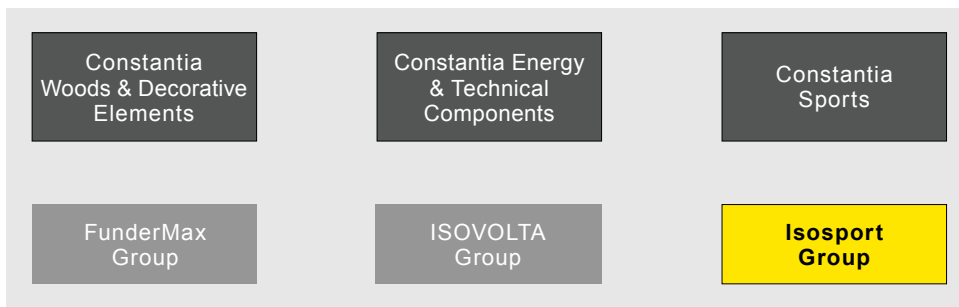 Constantia
Woods & Decorative
Elements
Constantia Energy
& Technical
Components
Constantia
Sports
FunderMax
Group
ISOVOLTA
Group
Isosport
Group